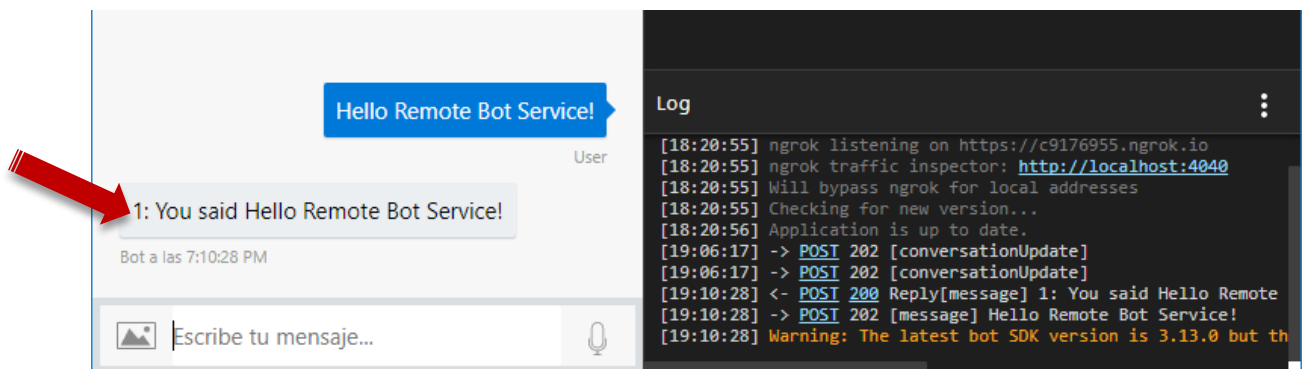 Hello Remote Bot Service!
User
1: You said Hello Remote Bot Service!
Bot a las 7:10:28 PM
Escribe tu mensaje...
Log
[18:20:55] ngrok listening on https://c9176955.ngrok.io
[18:20:55] ngrok traffic inspector: http://localhost:4040
[18:20:55] Will bypass ngrok for local addresses
[18:20:55] Checking for new version...
[18:20:56] Application is up to date.
[19:06:17] -> POST 202 [conversationUpdate]
[19:06:17] -> POST 202 [conversationUpdate]
[19:10:28] <- POST 200 Reply[message] 1: You said Hello Remote
[19:10:28] -> POST 202 [message] Hello Remote Bot Service!
[19:10:28] Warning: The latest bot SDK version is 3.13.0 but th